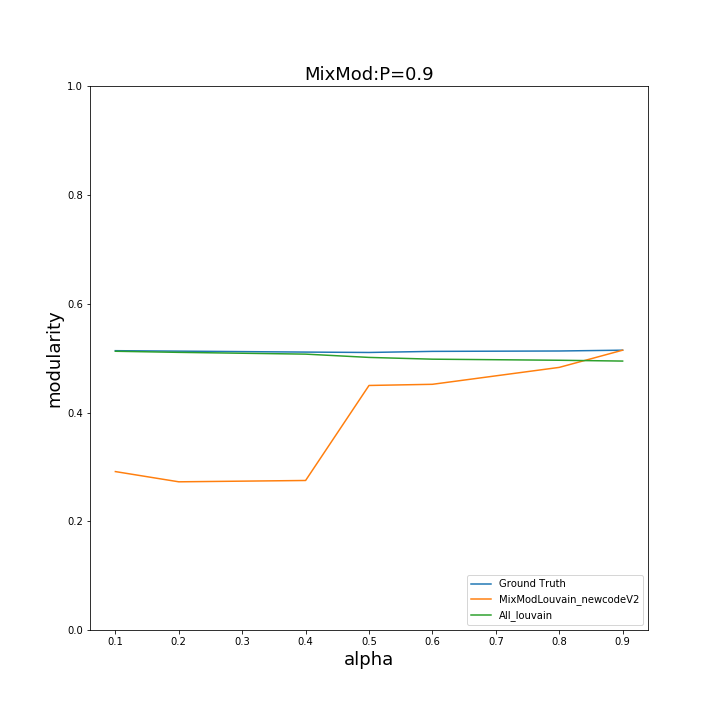 MixMod:P=0.9
1.0
0.8
0.6
0.4
0.2
0.0
modularity
0.1 0.2 0.3 0.4 0.5 0.6 0.7 0.8 0.9
alpha
Ground Truth
MixModLouvain_newcodeV2
All_louvain